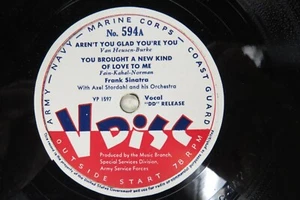 ARMY — NAVY — MARINE CORPS — COAST GUARD
No. 594A
AREN'T YOU GLAD YOU'RE YOU
Van Heusen-Burke
YOU BROUGHT A NEW KIND
OF LOVE TO ME
Fain-Kahal-Norman
Frank Sinatra
With Axel Stordahl and his Orchestra
VP 1597
Vocal
"DD" RELEASE
V DISC
Produced by the Music Branch,
Special Services Division,
Army Service Forces
OUTSIDE START 78 RPM